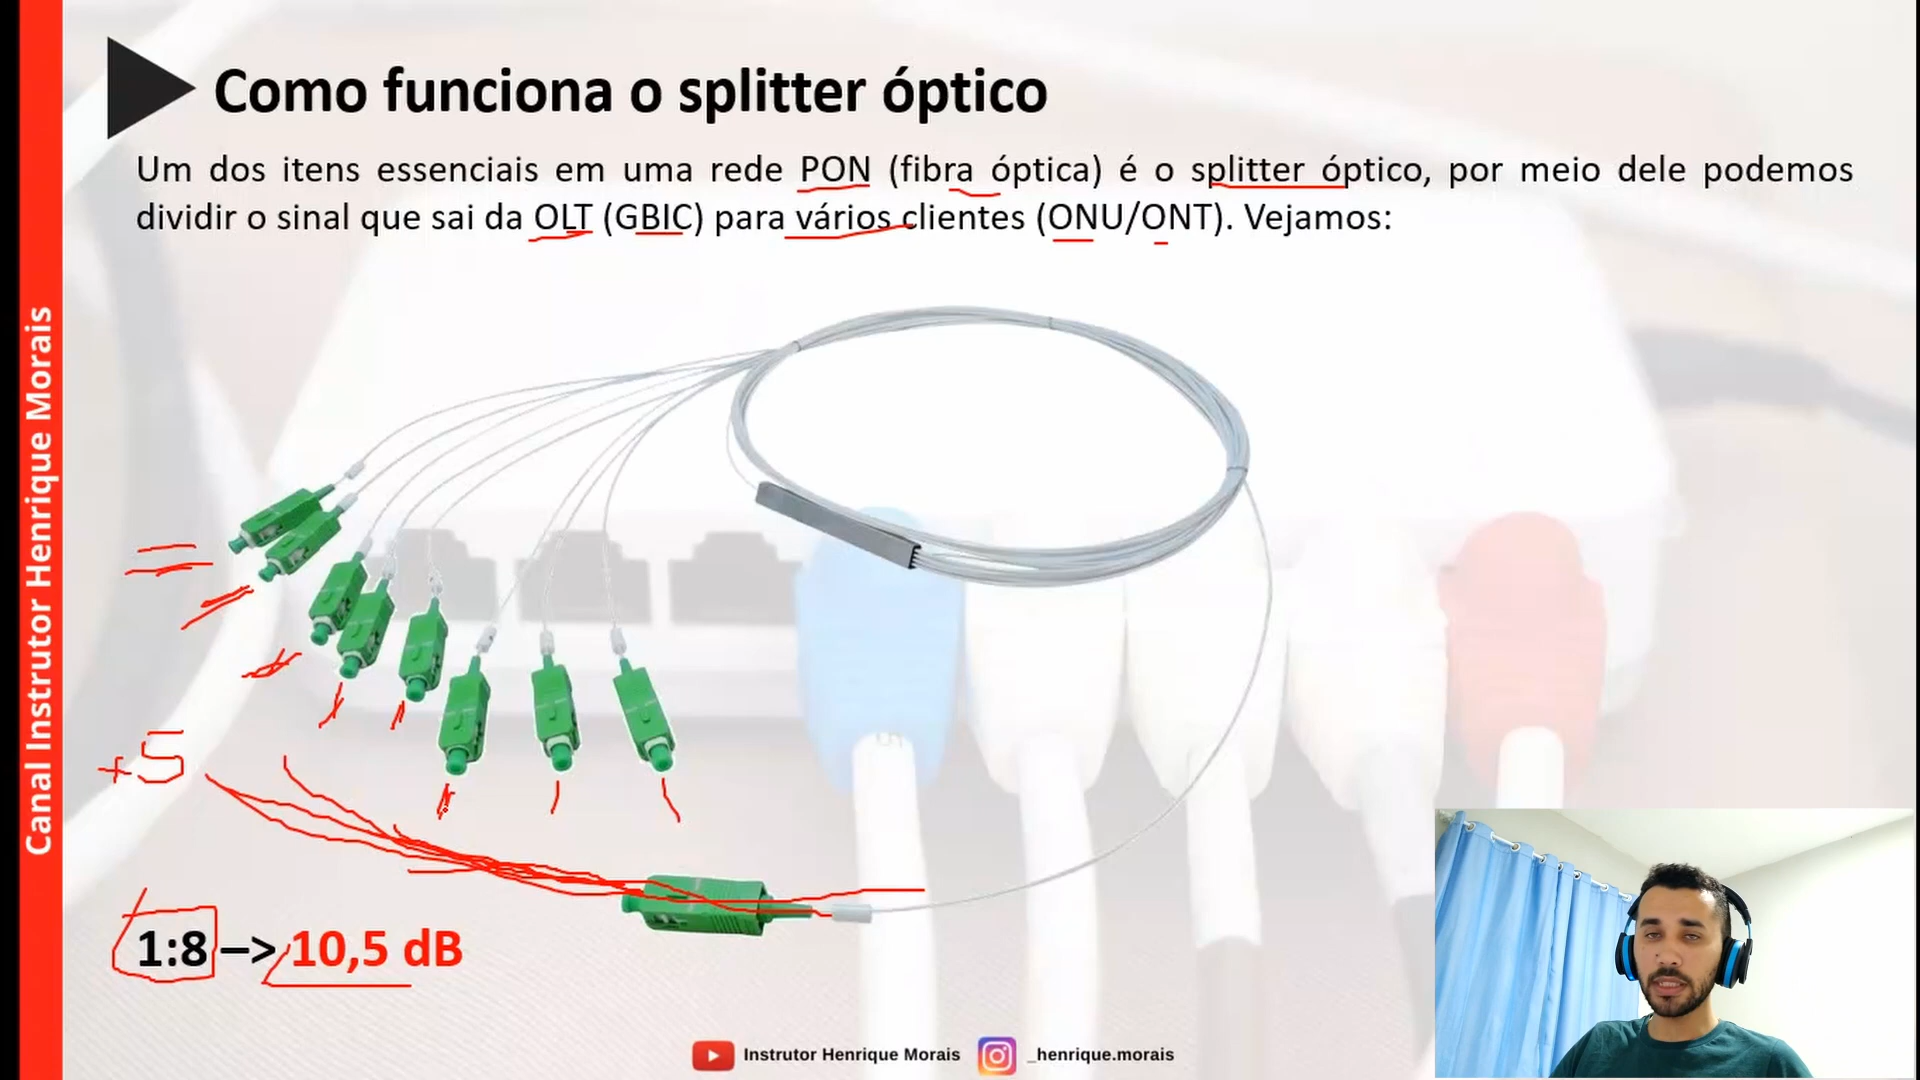 Como funciona o splitter óptico
Um dos itens essenciais em uma rede PON (fibra óptica) é o splitter óptico, por meio dele podemos
dividir o sinal que sai da OLT (GBIC) para vários clientes (ONU/ONT). Vejamos:
Canal Instrutor Henrique Morais
+5
1:8 –> 10,5 dB
Instrutor Henrique Morais
_henrique.morais